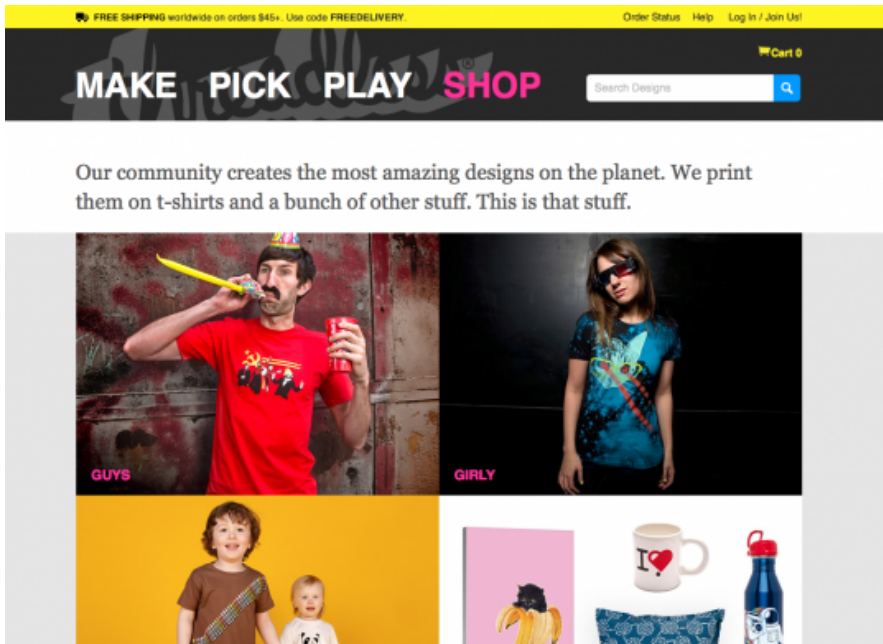 FREE SHIPPING worldwide on orders $45+. Use code FREEDELIVERY.
Order Status Help Log In / Join Us!
Cart 0
Threadless
MAKE PICK PLAY SHOP
Search Designs
Our community creates the most amazing designs on the planet. We print
them on t-shirts and a bunch of other stuff. This is that stuff.
GUYS
GIRLY
I